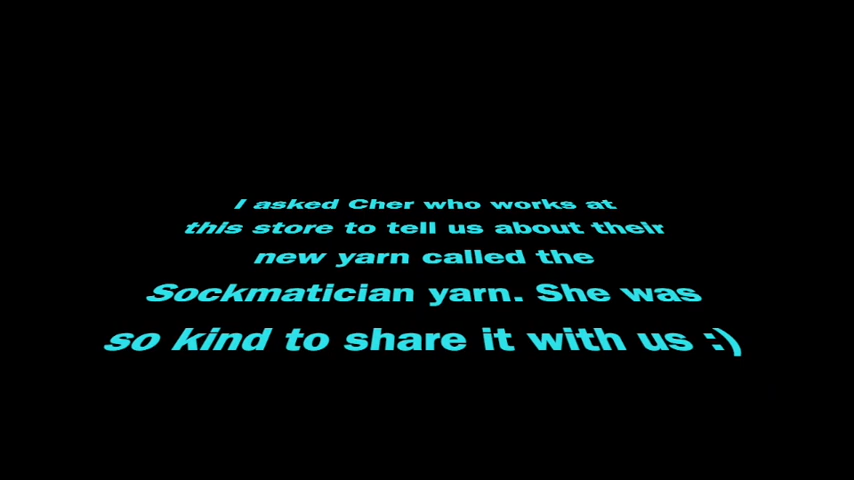 I asked Cher who works at
this store to tell us about their
new yarn called the
Sockmatician yarn. She was
so kind to share it with us :)